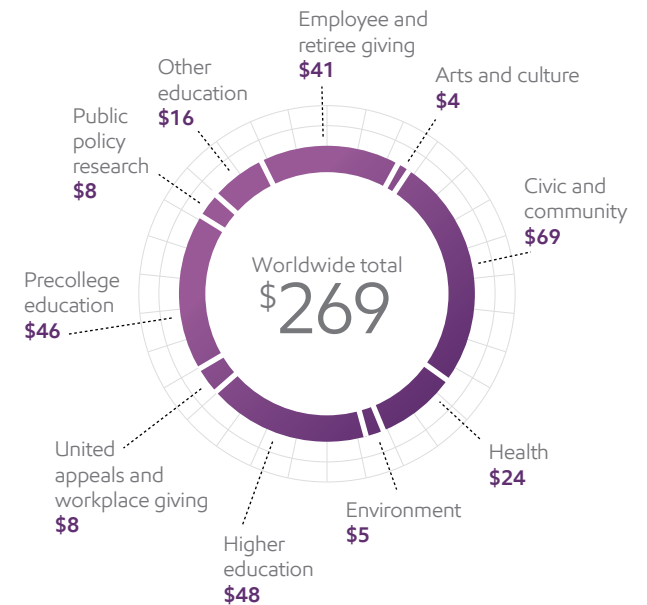 Employee and
retiree giving
$41
Arts and culture
$4
Civic and
community
$69
Health
$24
Environment
$5
Higher
education
$48
United
appeals and
workplace giving
$8
Precollege
education
$46
Public
policy
research
$8
Other
education
$16
Worldwide total
$269